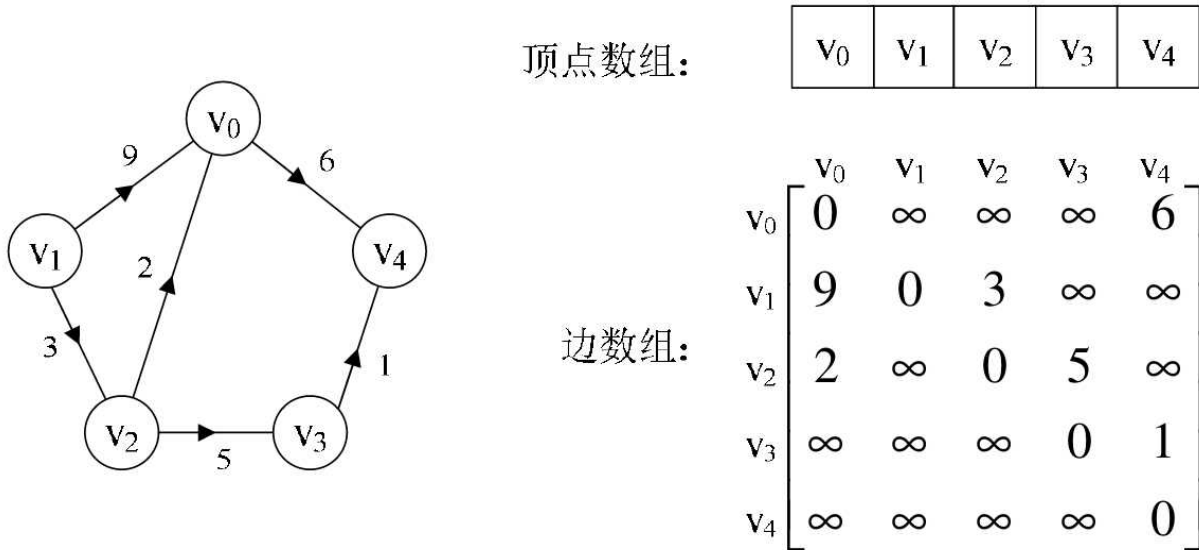 顶点数组：
v₀ v₁ v₂ v₃ v₄
v₀
9
6
v₁
v₄
2
3
1
v₂
5
v₃
边数组：
v₀ v₁ v₂ v₃ v₄
v₀ 0 ∞ ∞ ∞ 6
v₁ 9 0 3 ∞ ∞
v₂ 2 ∞ 0 5 ∞
v₃ ∞ ∞ ∞ 0 1
v₄ ∞ ∞ ∞ ∞ 0